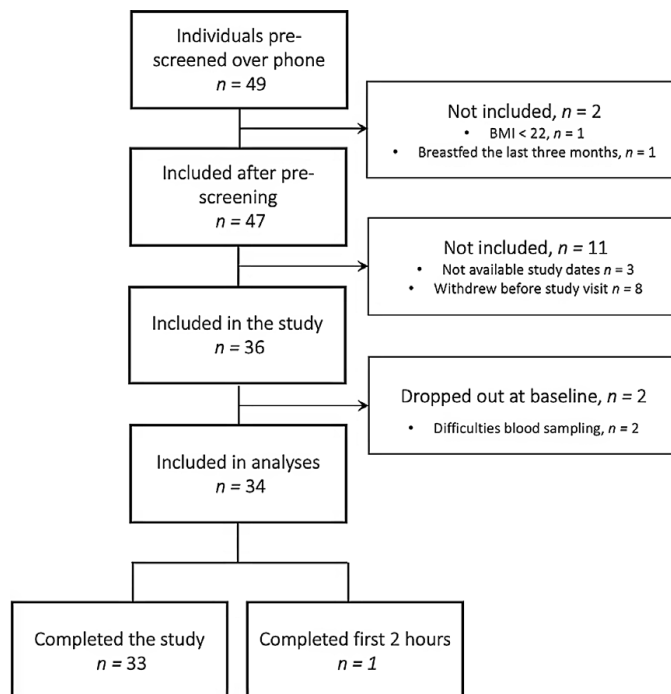 Individuals pre-
screened over phone
n = 49
Not included, n = 2
• BMI < 22, n = 1
• Breastfed the last three months, n = 1
Included after pre-
screening
n = 47
Not included, n = 11
• Not available study dates n = 3
• Withdrew before study visit n = 8
Included in the study
n = 36
Dropped out at baseline, n = 2
• Difficulties blood sampling, n = 2
Included in analyses
n = 34
Completed the study
n = 33
Completed first 2 hours
n = 1